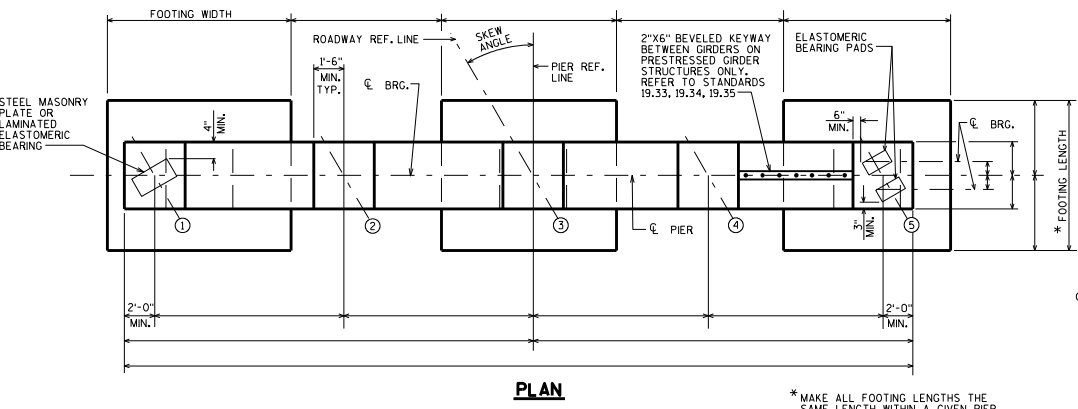 FOOTING WIDTH
ROADWAY REF. LINE
SKEW
ANGLE
PIER REF.
LINE
1'-6"
MIN.
TYP.
℄ BRG.
2"X6" BEVELED KEYWAY
BETWEEN GIRDERS ON
PRESTRESSED GIRDER
STRUCTURES ONLY.
REFER TO STANDARDS
19.33, 19.34, 19.35
ELASTOMERIC
BEARING PADS
STEEL MASONRY
PLATE OR
LAMINATED
ELASTOMERIC
BEARING
4"
MIN.
6"
MIN.
℄ BRG.
* FOOTING LENGTH
1
2
3
4
5
℄ PIER
3"
MIN.
2'-0"
MIN.
2'-0"
MIN.
PLAN
* MAKE ALL FOOTING LENGTHS THE
SAME LENGTH WITHIN A GIVEN PIER